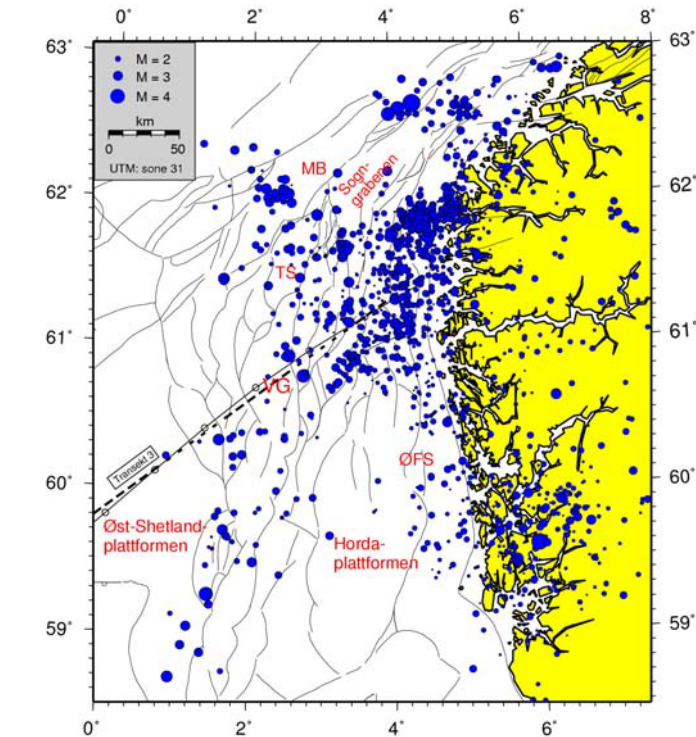 0˚ 2˚ 4˚ 6˚ 8˚
63˚ 63˚
M = 2
M = 3
M = 4
km
0 50
UTM: sone 31
MB
Sogn-
grabenen
62˚ 62˚
TS
61˚ 61˚
VG
Transekt 3
ØFS
60˚ 60˚
Øst-Shetland-
plattformen
Horda-
plattformen
59˚ 59˚
0˚ 2˚ 4˚ 6˚